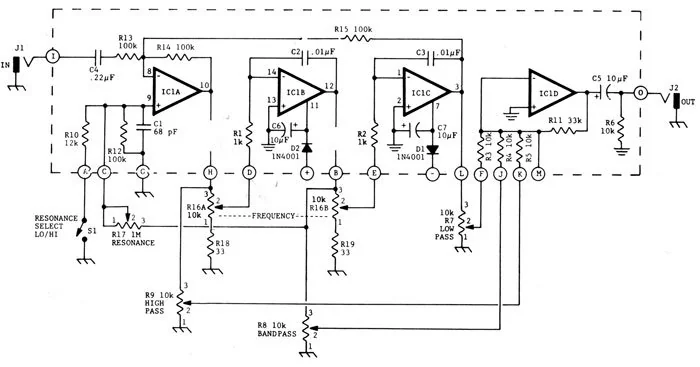 J1
IN
I
C4
.22µF
R13
100k
R14 100k
R15 100k
8
9
10
IC1A
R10
12k
R12
100k
C1
68 pF
C2 .01µF
14
13
12
11
IC1B
R1
1k
C6
+
10µF
D2
1N4001
C3 .01µF
1
2
3
7
IC1C
R2
1k
C7
10µF
D1
1N4001
IC1D
C5 10µF
+
O
J2
OUT
R11 33k
R6
10k
R3 10k
R4 10k
R5 10k
A
C
G
H
D
+
B
E
-
L
F
J
K
M
RESONANCE
SELECT
LO/HI
S1
1
2
3
R17 1M
RESONANCE
3
R16A
10k
2
1
FREQUENCY
3
10k
R16B
2
1
R18
33
R19
33
3
10k
R7
LOW
PASS
2
1
3
R9 10k
HIGH
PASS
2
1
3
R8 10k
BANDPASS
2
1